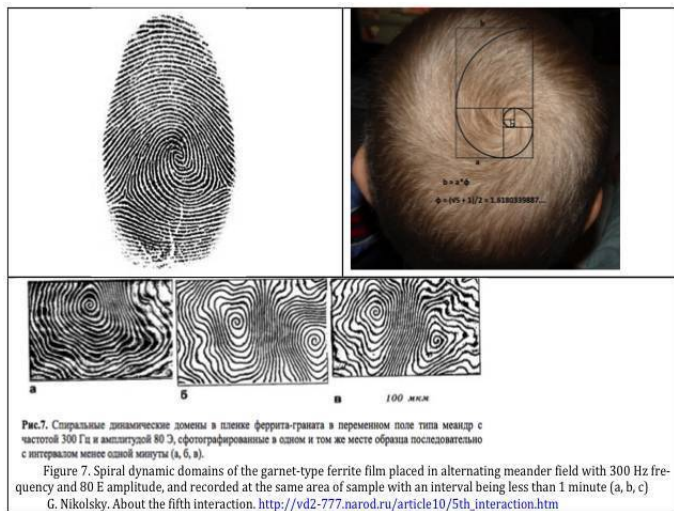 b
a
b = a*ϕ
ϕ = (√5 + 1)/2 = 1.6180339887...
а
б
в
100 мкм
Рис.7. Спиральные динамические домены в пленке феррита-граната в переменном поле типа меандр с
частотой 300 Гц и амплитудой 80 Э, сфотографированные в одном и том же месте образца последовательно
с интервалом менее одной минуты (а, б, в).
Figure 7. Spiral dynamic domains of the garnet-type ferrite film placed in alternating meander field with 300 Hz fre-
quency and 80 E amplitude, and recorded at the same area of sample with an interval being less than 1 minute (a, b, c)
G. Nikolsky. About the fifth interaction. http://vd2-777.narod.ru/article10/5th_interaction.htm